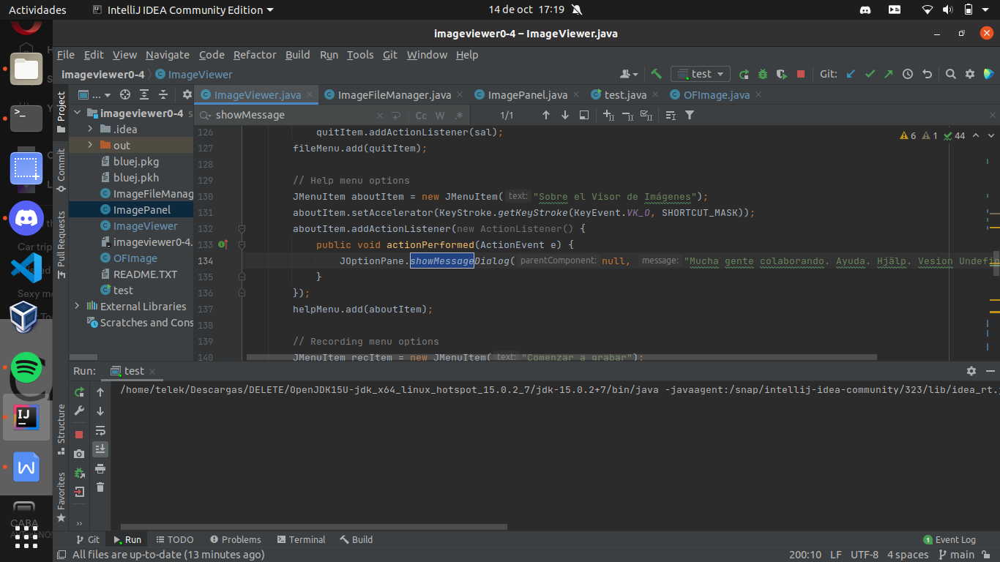 Actividades IntelliJ IDEA Community Edition 14 de oct 17:19
imageviewer0-4 – ImageViewer.java
File Edit View Navigate Code Refactor Build Run Tools Git Window Help
imageviewer0-4 ImageViewer test Git:
Project ... ImageViewer.java ImageFileManager.java ImagePanel.java test.java OFImage.java
imageviewer0-4 showMessage Cc W .* 1/1
.idea
out
bluej.pkg
bluej.pkh
ImageFileManag
ImagePanel
ImageViewer
imageviewer0-4.
OFImage
README.TXT
test
External Libraries
Scratches and Cons
Commit
Pull Requests
6 1 44
126 quitItem.addActionListener(sal);
127 fileMenu.add(quitItem);
128
129 // Help menu options
130 JMenuItem aboutItem = new JMenuItem( text: "Sobre el Visor de Imágenes");
131 aboutItem.setAccelerator(KeyStroke.getKeyStroke(KeyEvent.VK_O, SHORTCUT_MASK));
132 aboutItem.addActionListener(new ActionListener() {
133 public void actionPerformed(ActionEvent e) {
134 JOptionPane.showMessageDialog( parentComponent: null, message: "Mucha gente colaborando. Ayuda. Hjälp. Vesion Undefin
135 }
136 });
137 helpMenu.add(aboutItem);
138
139 // Recording menu options
140 JMenuItem recItem = new JMenuItem( text: "Comenzar a grabar");
Car trip
Sexy me
Run: test
/home/telek/Descargas/DELETE/OpenJDK15U-jdk_x64_linux_hotspot_15.0.2_7/jdk-15.0.2+7/bin/java -javaagent:/snap/intellij-idea-community/323/lib/idea_rt.j
Structure
Favorites
CABA
Git Run TODO Problems Terminal Build 1 Event Log
All files are up-to-date (13 minutes ago) 200:10 LF UTF-8 4 spaces main